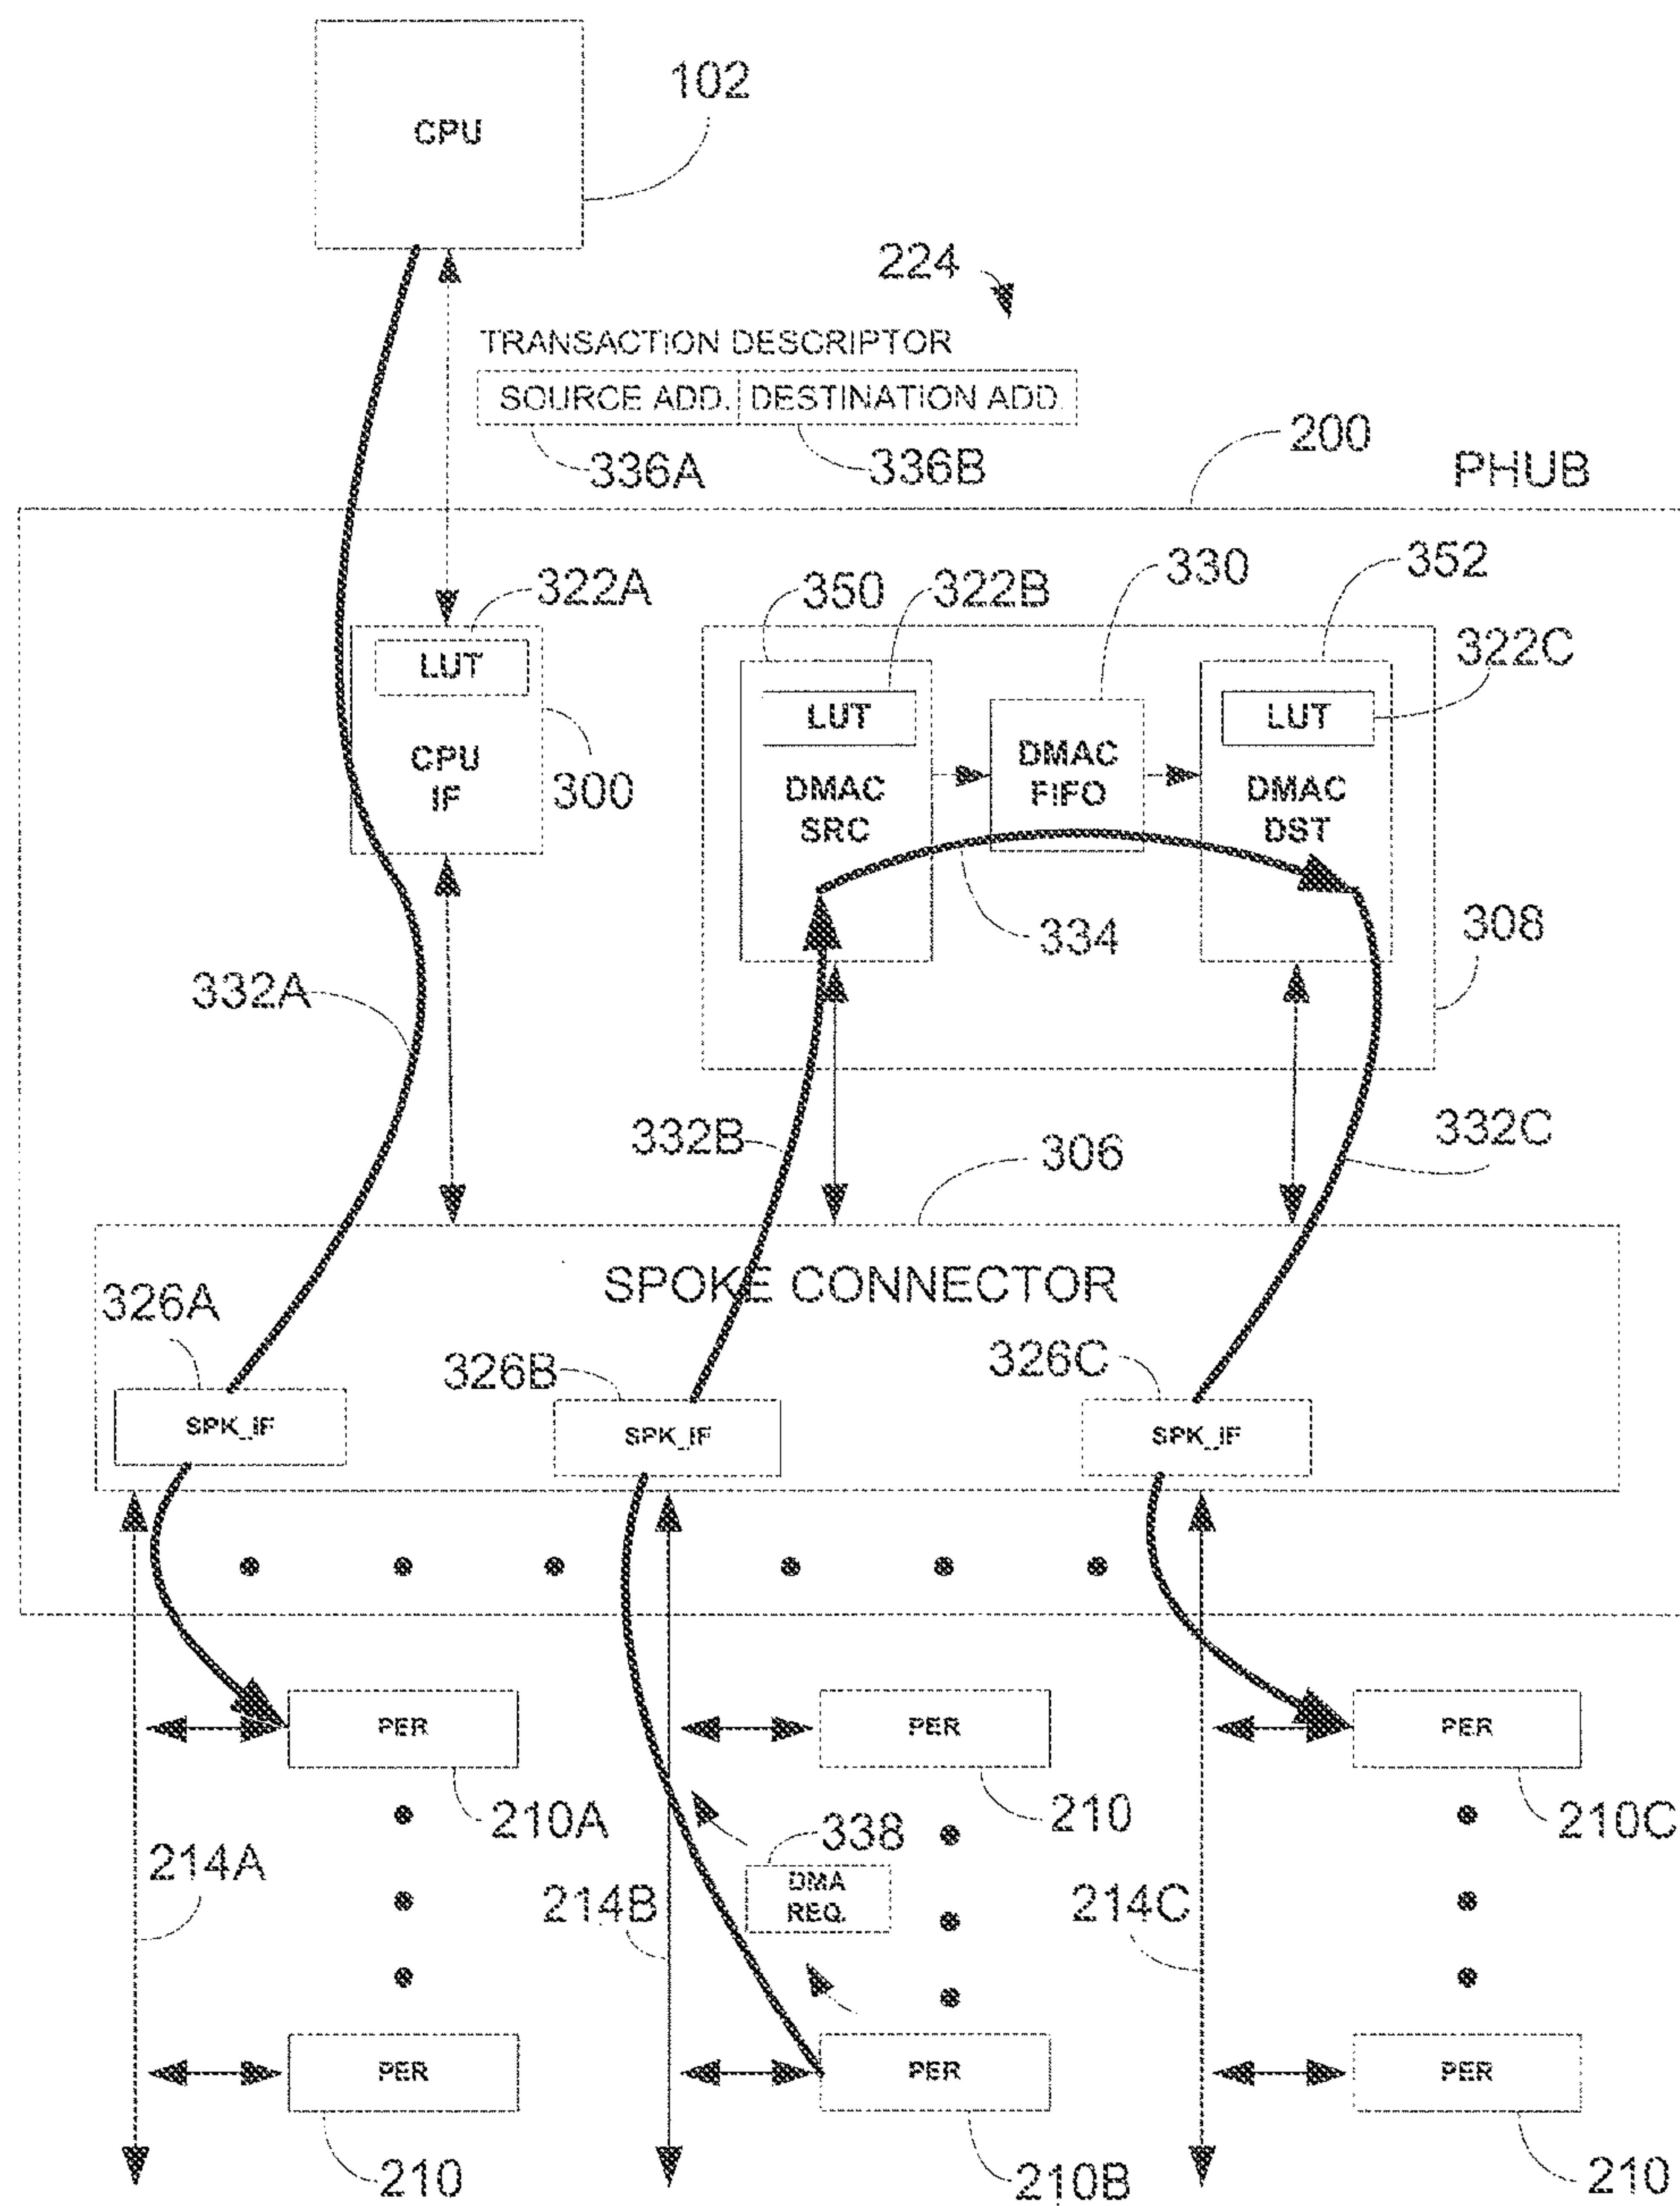 102
CPU
224
TRANSACTION DESCRIPTOR
SOURCE ADD. DESTINATION ADD.
336A
336B
200
PHUB
322A
350
322B
330
352
322C
LUT
CPU
IF
300
LUT
DMAC
SRC
DMAC
FIFO
LUT
DMAC
DST
334
308
332A
332B
306
332C
SPOKE CONNECTOR
326A
326B
326C
SPK_IF
SPK_IF
SPK_IF
PER
PER
PER
210A
210
210C
338
214A
214B
DMA
REQ.
214C
PER
PER
PER
210
210B
210